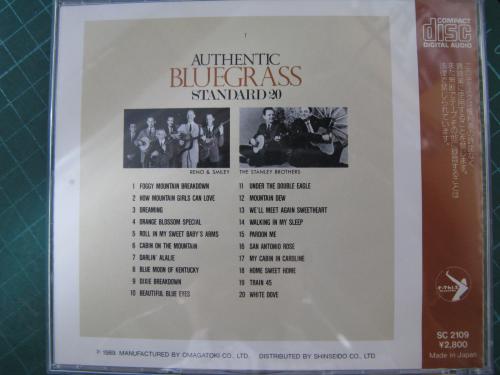 COMPACT
disc
DIGITAL AUDIO
AUTHENTIC
BLUEGRASS
STANDARD 20
RENO & SMILEY
THE STANLEY BROTHERS
1 FOGGY MOUNTAIN BREAKDOWN
2 HOW MOUNTAIN GIRLS CAN LOVE
3 DREAMING
4 ORANGE BLOSSOM SPECIAL
5 ROLL IN MY SWEET BABY'S ARMS
6 CABIN ON THE MOUNTAIN
7 DARLIN' ALALIE
8 BLUE MOON OF KENTUCKY
9 DIXIE BREAKDOWN
10 BEAUTIFUL BLUE EYES
11 UNDER THE DOUBLE EAGLE
12 MOUNTAIN DEW
13 WE'LL MEET AGAIN SWEETHEART
14 WALKING IN MY SLEEP
15 PARDON ME
16 SAN ANTONIO ROSE
17 MY CABIN IN CAROLINE
18 HOME SWEET HOME
19 TRAIN 45
20 WHITE DOVE
℗ 1989. MANUFACTURED BY OMAGATOKI CO., LTD. DISTRIBUTED BY SHINSEIDO CO., LTD.
SC 2109
¥2,800
Made in Japan